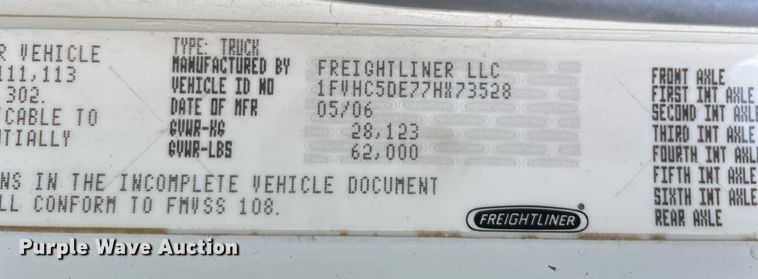 R VEHICLE
111,113
302.
CABLE TO
NTIALLY
TYPE: TRUCK
MANUFACTURED BY FREIGHTLINER LLC
VEHICLE ID NO 1FVHC5DE77HX73528
DATE OF MFR 05/06
GVWR-KG 28,123
GVWR-LBS 62,000
NS IN THE INCOMPLETE VEHICLE DOCUMENT
LL CONFORM TO FMVSS 108.
FREIGHTLINER
FRONT AXLE
FIRST INT AXLE
SECOND INT AXL
THIRD INT AXLE
FOURTH INT AXL
FIFTH INT AXLE
SIXTH INT AXLE
REAR AXLE
Purple Wave Auction